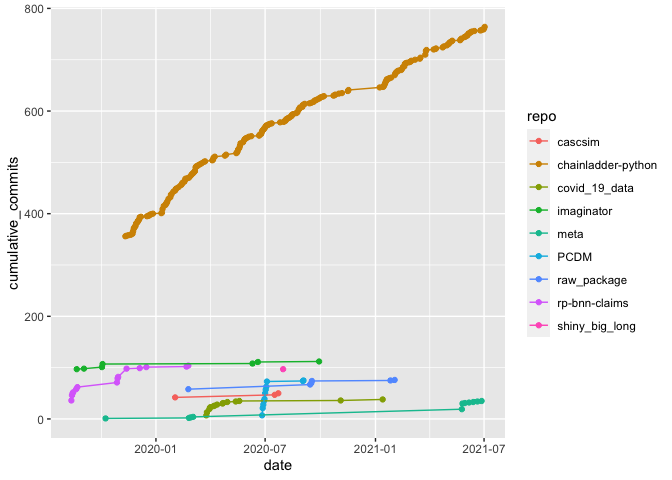 800
600
400
200
0
cumulative_commits
2020-01
2020-07
2021-01
2021-07
date
repo
cascsim
chainladder-python
covid_19_data
imaginator
meta
PCDM
raw_package
rp-bnn-claims
shiny_big_long